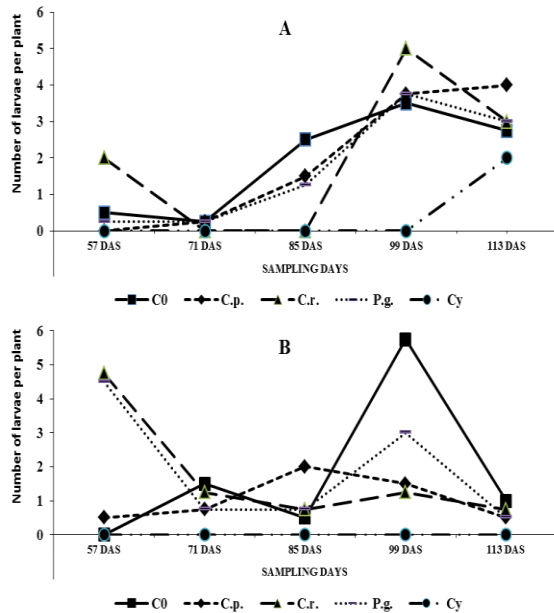 A
Number of larvae per plant
6
5
4
3
2
1
0
57 DAS 71 DAS 85 DAS 99 DAS 113 DAS
SAMPLING DAYS
C0 C.p. C.r. P.g. Cy
B
Number of larvae per plant
6
5
4
3
2
1
0
57 DAS 71 DAS 85 DAS 99 DAS 113 DAS
SAMPLING DAYS
C0 C.p. C.r. P.g. Cy